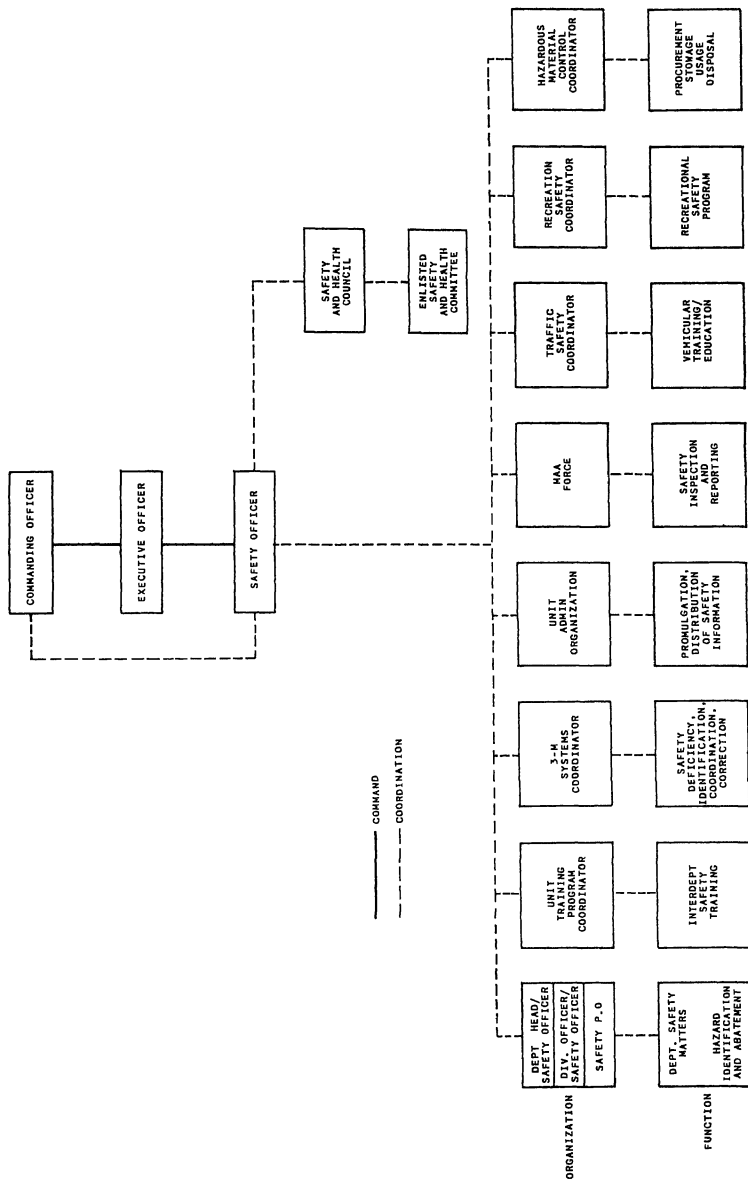 COMMANDING OFFICER
EXECUTIVE OFFICER
SAFETY OFFICER
SAFETY
AND HEALTH
COUNCIL
ENLISTED
SAFETY
AND HEALTH
COMMITTEE
COMMAND
COORDINATION
ORGANIZATION
DEPT HEAD/
SAFETY OFFICER
DIV. OFFICER/
SAFETY OFFICER
SAFETY P.O
UNIT
TRAINING
PROGRAM
COORDINATOR
3-M
SYSTEMS
COORDINATOR
UNIT
ADMIN
ORGANIZATION
MAA
FORCE
TRAFFIC
SAFETY
COORDINATOR
RECREATION
SAFETY
COORDINATOR
HAZARDOUS
MATERIAL
CONTROL
COORDINATOR
FUNCTION
DEPT. SAFETY
MATTERS
HAZARD
IDENTIFICATION
AND ABATEMENT
INTERDEPT
SAFETY
TRAINING
SAFETY
DEFICIENCY,
IDENTIFICATION,
COORDINATION.
CORRECTION
PROMULGATION,
DISTRIBUTION
OF SAFETY
INFORMATION
SAFETY
INSPECTION
AND
REPORTING
VEHICULAR
TRAINING/
EDUCATION
RECREATIONAL
SAFETY
PROGRAM
PROCUREMENT
STOWAGE
USAGE
DISPOSAL